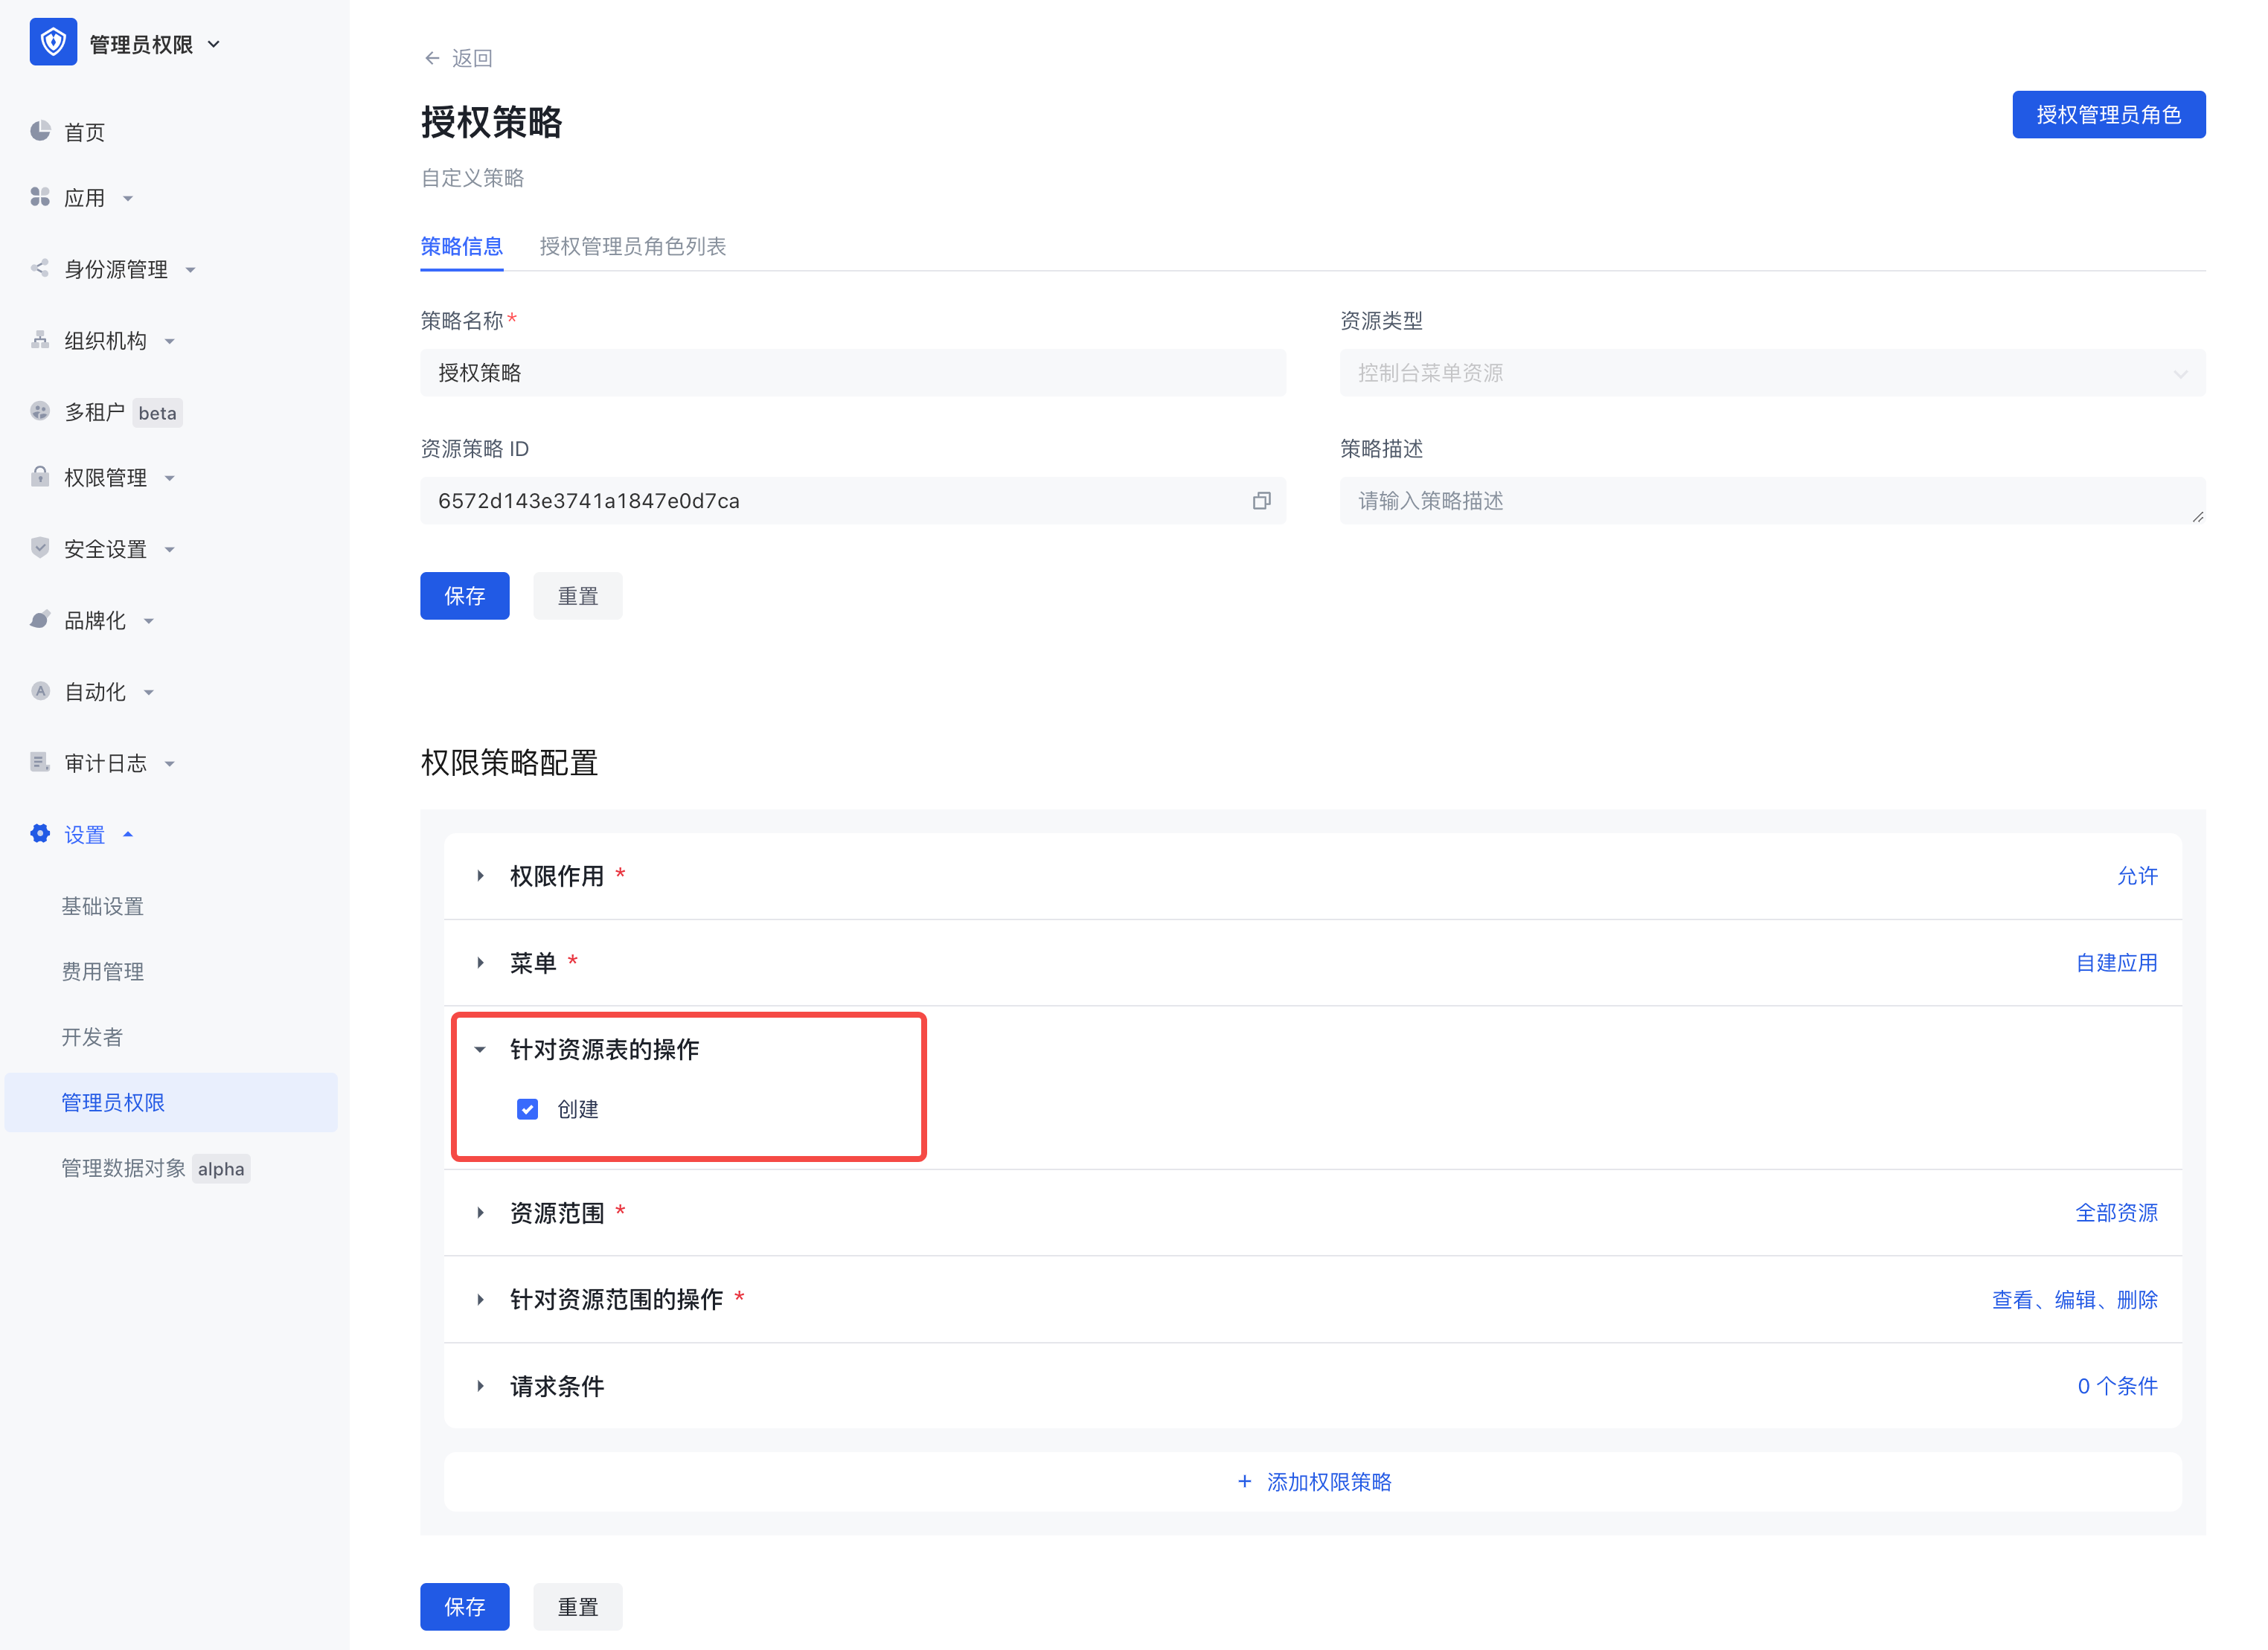 管理员权限
首页
应用
身份源管理
组织机构
多租户 beta
权限管理
安全设置
品牌化
自动化
审计日志
设置
基础设置
费用管理
开发者
管理员权限
管理数据对象 alpha
返回
授权策略
授权管理员角色
自定义策略
策略信息 授权管理员角色列表
策略名称* 资源类型
授权策略 控制台菜单资源
资源策略 ID 策略描述
6572d143e3741a1847e0d7ca 请输入策略描述
保存 重置
权限策略配置
权限作用 * 允许
菜单 * 自建应用
针对资源表的操作
创建
资源范围 * 全部资源
针对资源范围的操作 * 查看、编辑、删除
请求条件 0 个条件
+ 添加权限策略
保存 重置